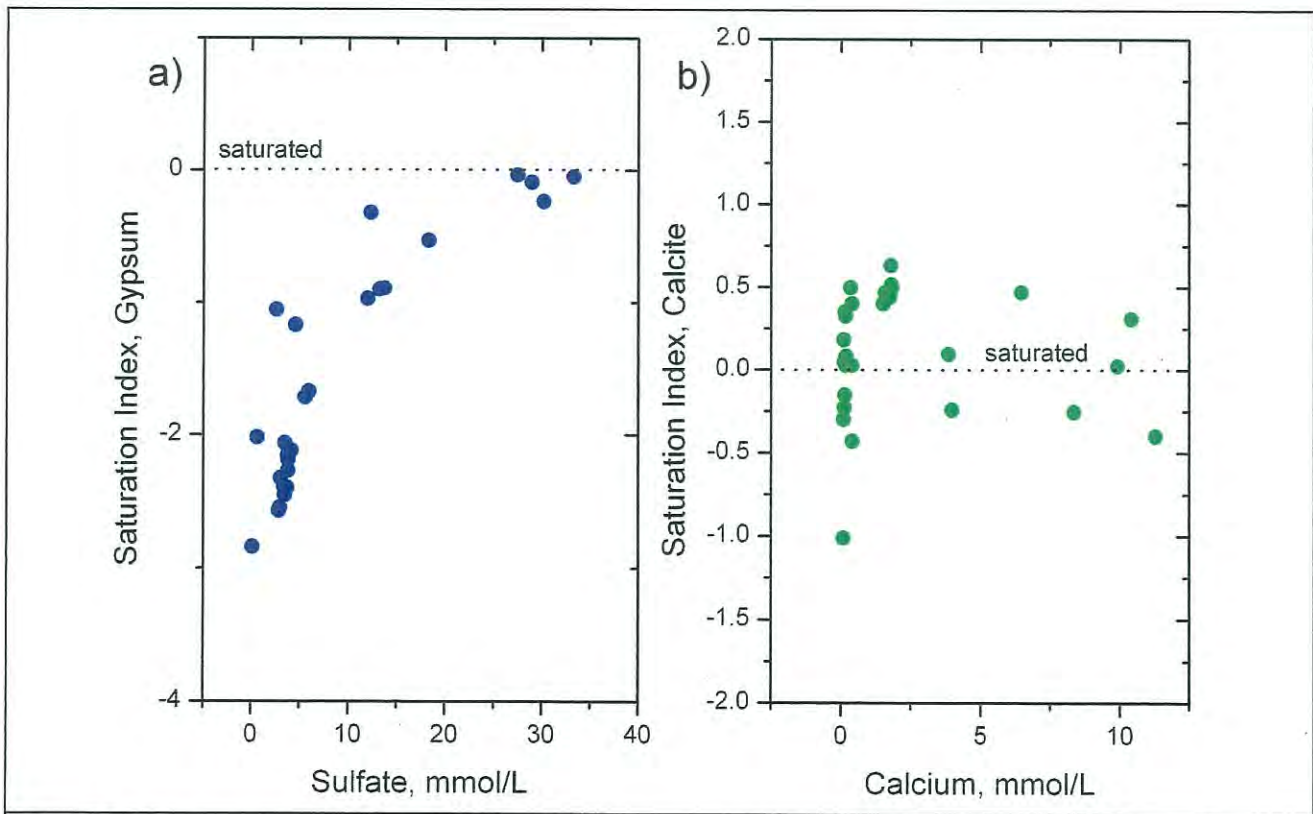 a)
saturated
0
-2
-4
0
10
20
30
40
Saturation Index, Gypsum
Sulfate, mmol/L
b)
2.0
1.5
1.0
0.5
0.0
-0.5
-1.0
-1.5
-2.0
saturated
0
5
10
Saturation Index, Calcite
Calcium, mmol/L